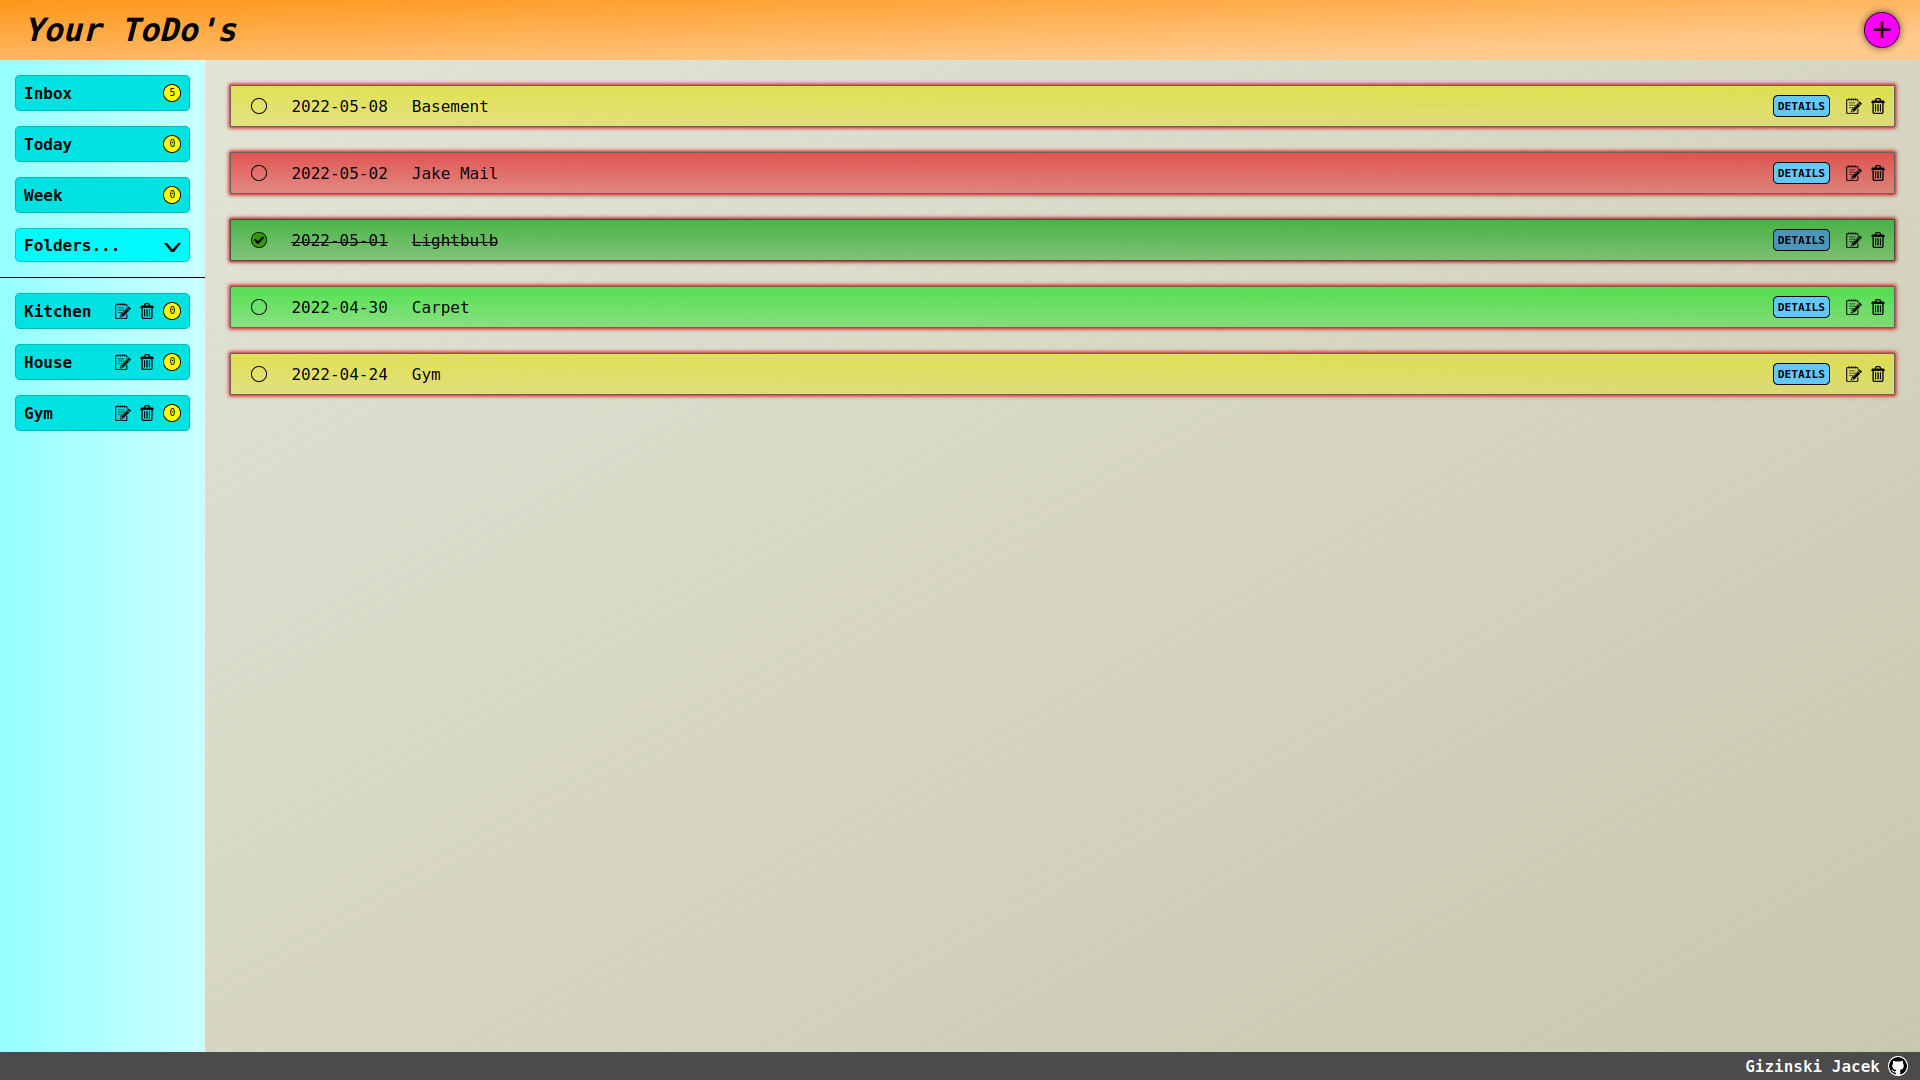 Your ToDo's
Inbox 5
Today 0
Week 0
Folders...
Kitchen 0
House 0
Gym 0
2022-05-08 Basement DETAILS
2022-05-02 Jake Mail DETAILS
2022-05-01 Lightbulb DETAILS
2022-04-30 Carpet DETAILS
2022-04-24 Gym DETAILS
Gizinski Jacek